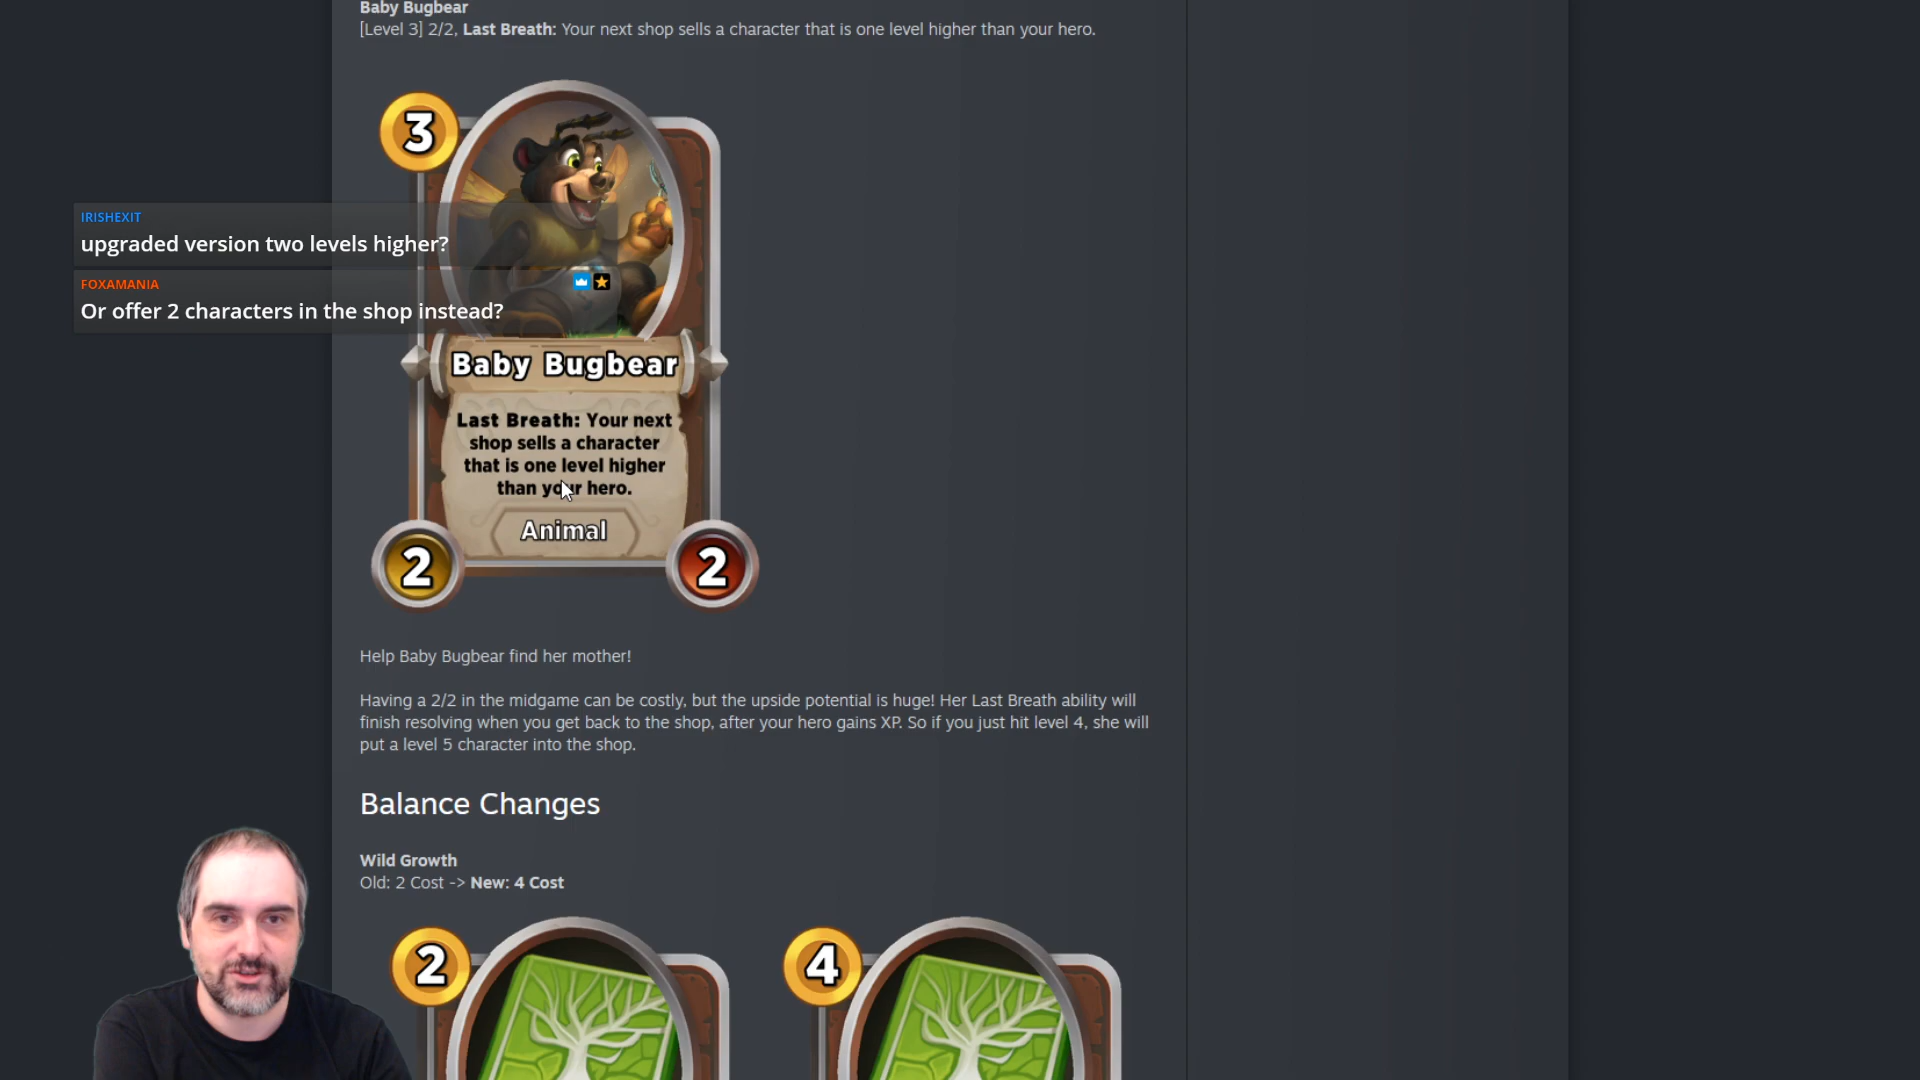 Baby Bugbear
[Level 3] 2/2, Last Breath: Your next shop sells a character that is one level higher than your hero.
3
IRISHEXIT
upgraded version two levels higher?
FOXAMANIA
Or offer 2 characters in the shop instead?
Baby Bugbear
Last Breath: Your next
shop sells a character
that is one level higher
than your hero.
Animal
2
2
Help Baby Bugbear find her mother!
Having a 2/2 in the midgame can be costly, but the upside potential is huge! Her Last Breath ability will
finish resolving when you get back to the shop, after your hero gains XP. So if you just hit level 4, she will
put a level 5 character into the shop.
Balance Changes
Wild Growth
Old: 2 Cost -> New: 4 Cost
2
4